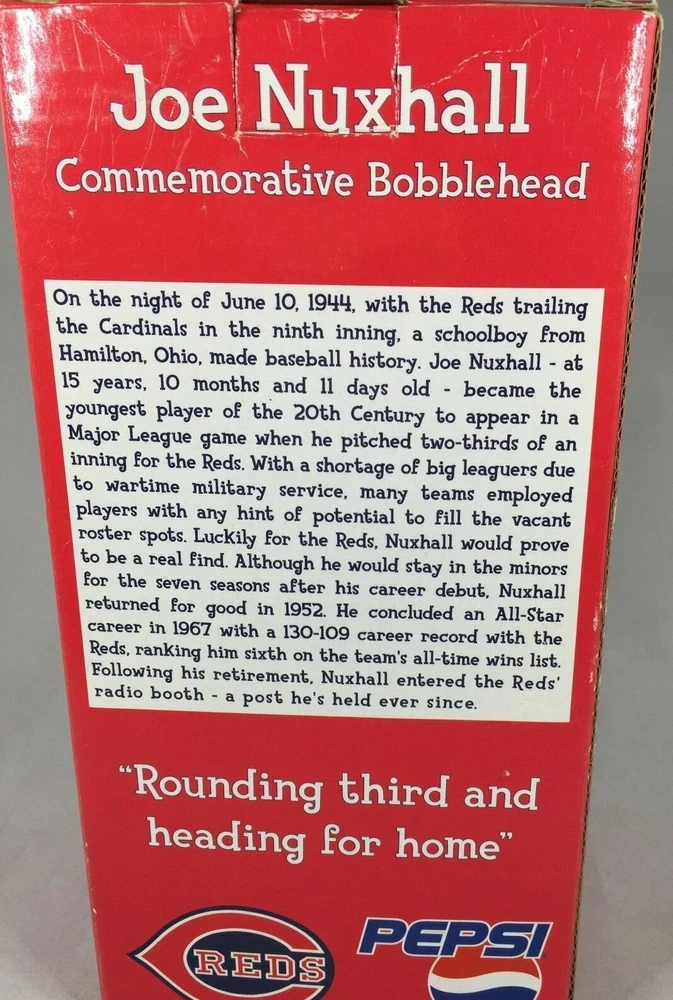 Joe Nuxhall
Commemorative Bobblehead
On the night of June 10, 1944, with the Reds trailing
the Cardinals in the ninth inning, a schoolboy from
Hamilton, Ohio, made baseball history. Joe Nuxhall - at
15 years, 10 months and 11 days old - became the
youngest player of the 20th Century to appear in a
Major League game when he pitched two-thirds of an
inning for the Reds. With a shortage of big leaguers due
to wartime military service, many teams employed
players with any hint of potential to fill the vacant
roster spots. Luckily for the Reds, Nuxhall would prove
to be a real find. Although he would stay in the minors
for the seven seasons after his career debut, Nuxhall
returned for good in 1952. He concluded an All-Star
career in 1967 with a 130-109 career record with the
Reds, ranking him sixth on the team's all-time wins list.
Following his retirement, Nuxhall entered the Reds'
radio booth - a post he's held ever since.
“Rounding third and
heading for home”
REDS
PEPSI